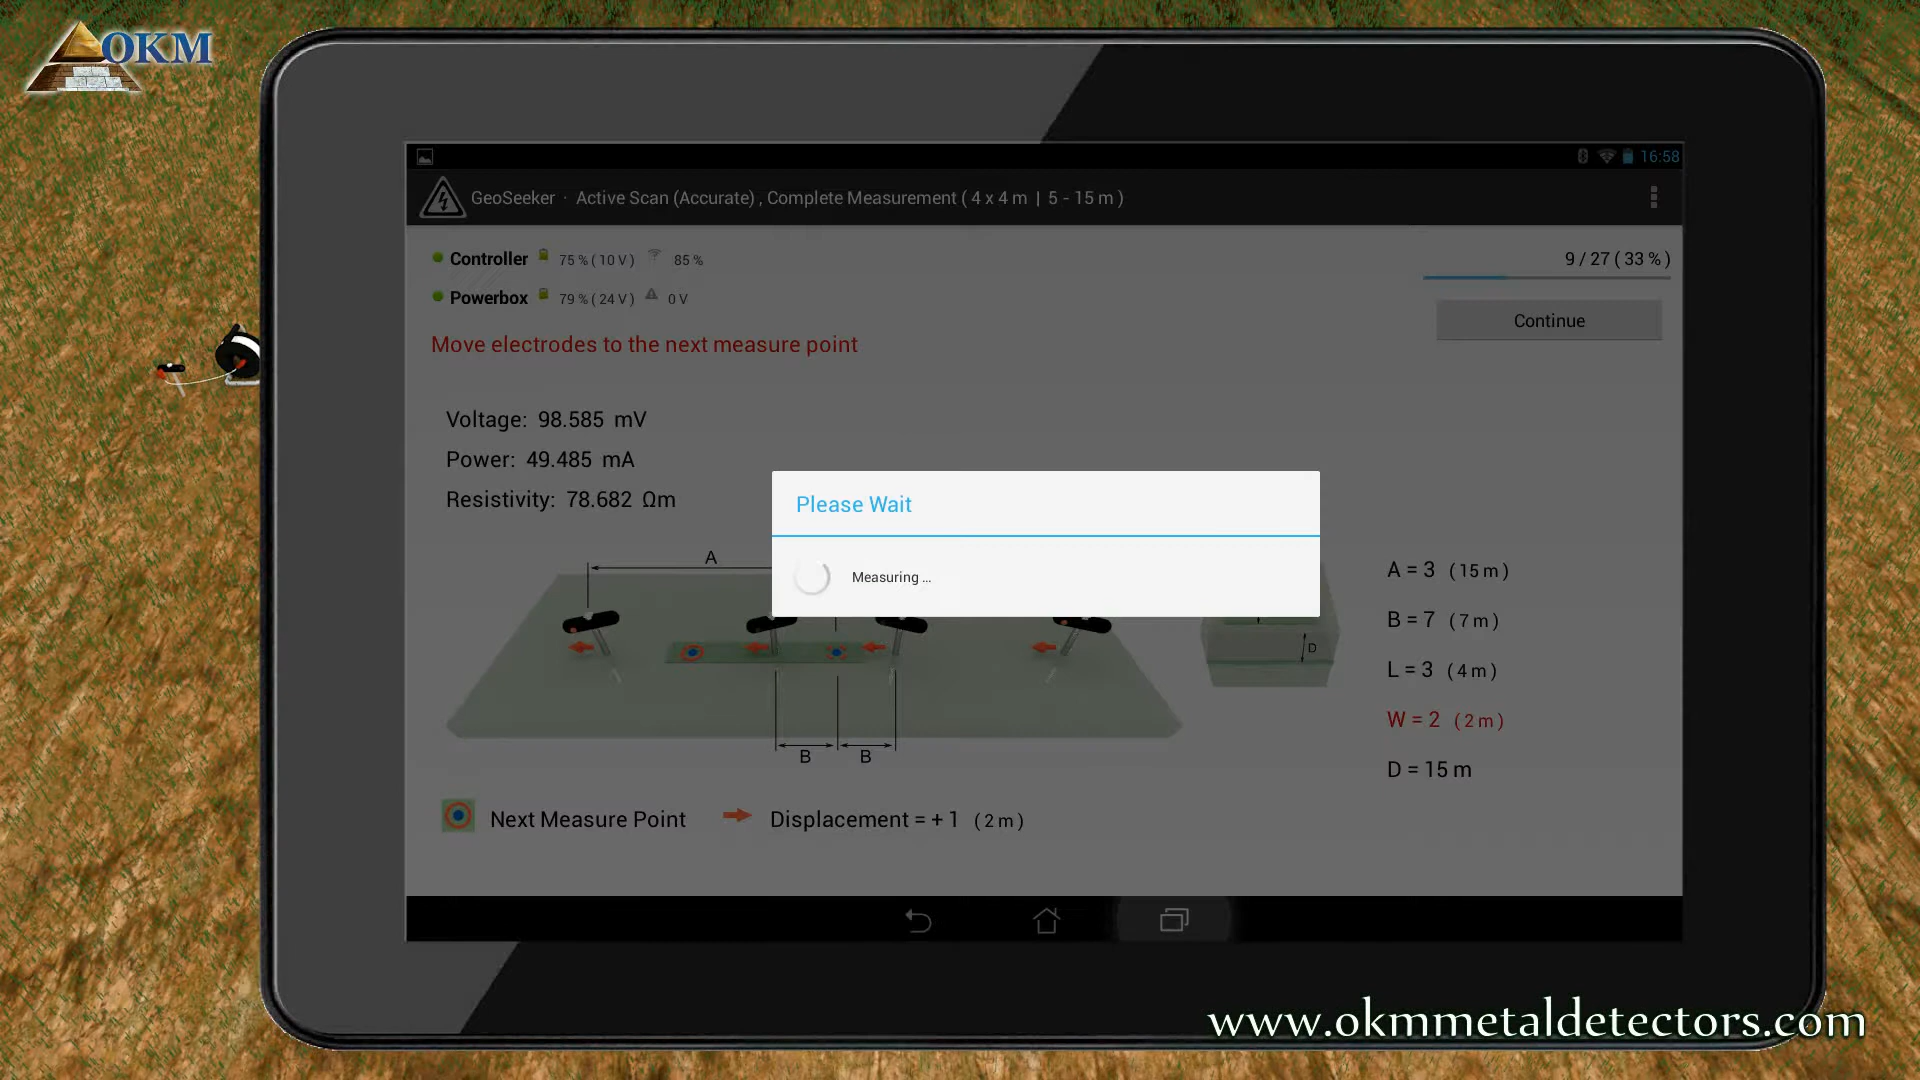 OKM
16:58
GeoSeeker · Active Scan (Accurate) , Complete Measurement ( 4 x 4 m | 5 - 15 m )
Controller 75 % ( 10 V ) 85 %
9 / 27 ( 33 % )
Powerbox 79 % ( 24 V ) 0 V
Continue
Move electrodes to the next measure point
Voltage: 98.585 mV
Power: 49.485 mA
Resistivity: 78.682 Ωm
Please Wait
Measuring ...
A
A = 3 ( 15 m )
B = 7 ( 7 m )
D
L = 3 ( 4 m )
W = 2 ( 2 m )
B B
D = 15 m
Next Measure Point Displacement = + 1 ( 2 m )
www.okmmetaldetectors.com